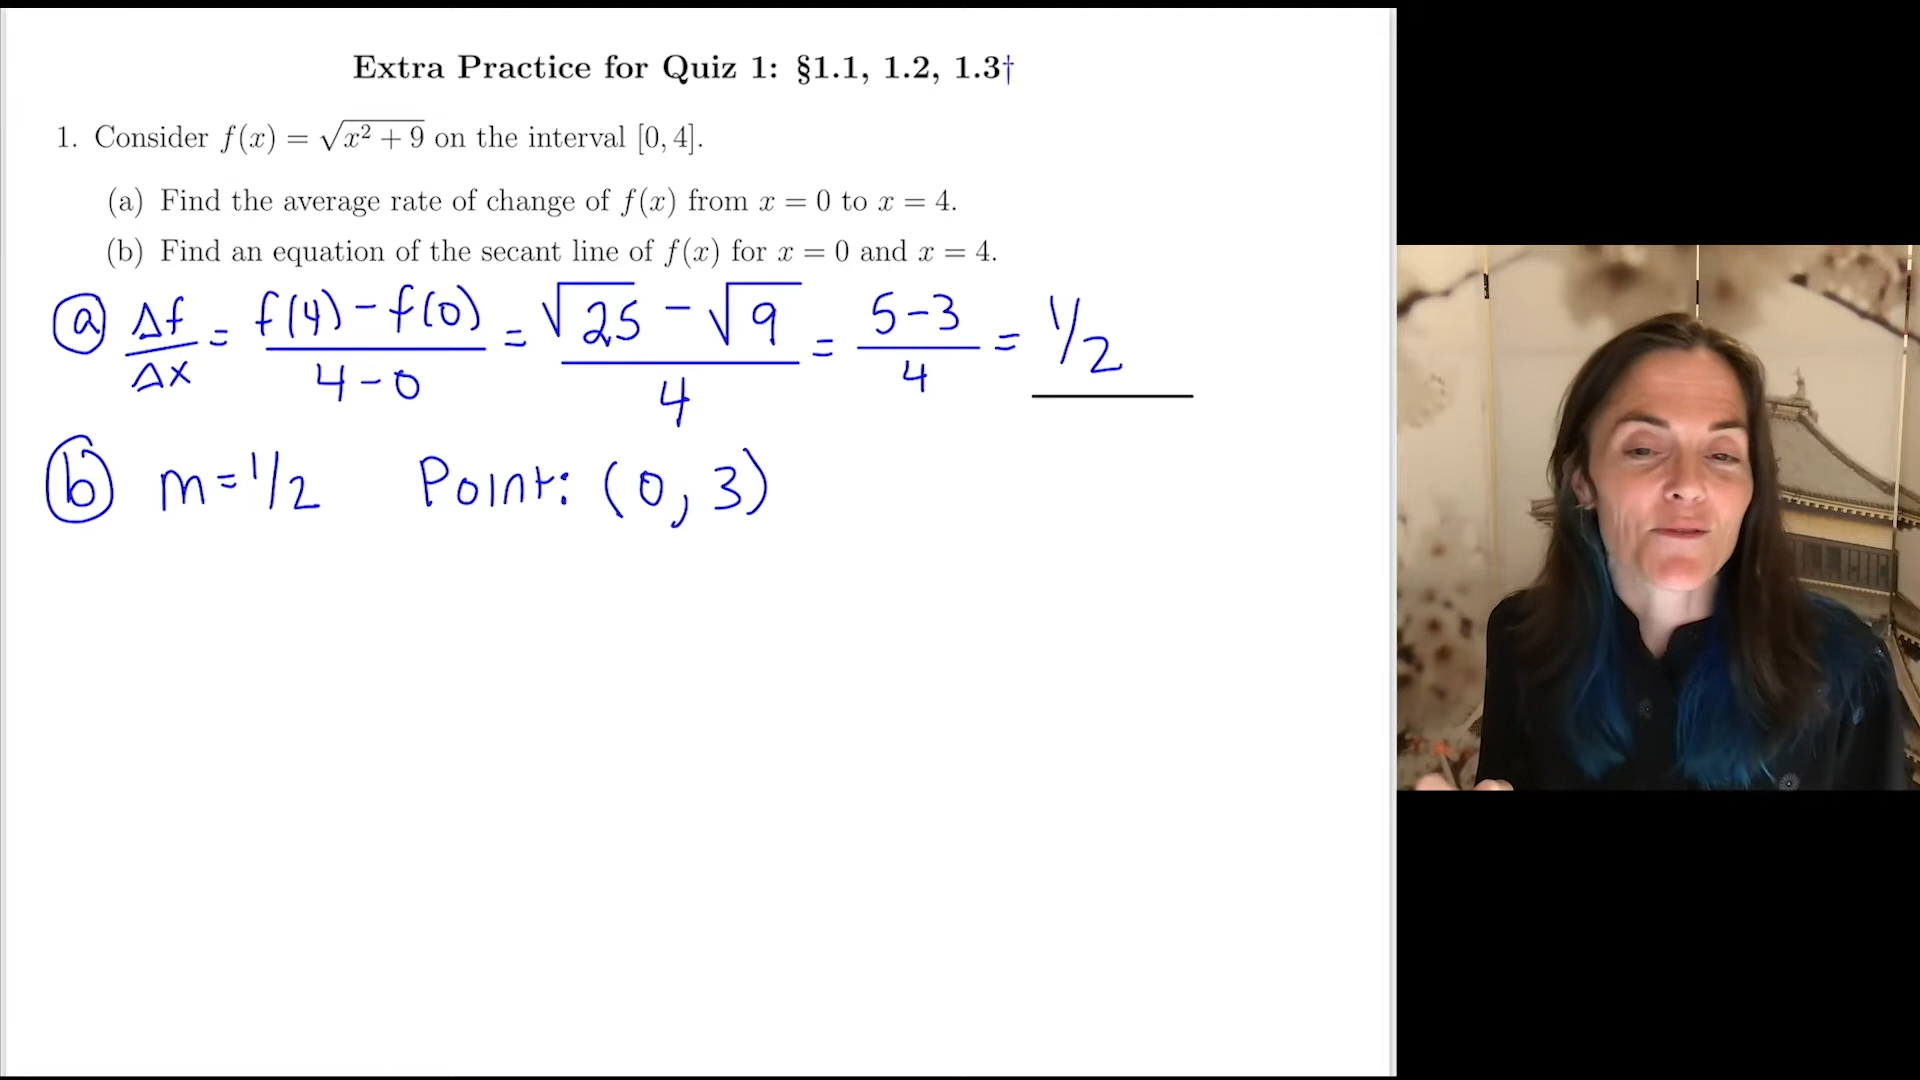 Extra Practice for Quiz 1: §1.1, 1.2, 1.3†
1. Consider f(x) = √(x² + 9) on the interval [0, 4].
(a) Find the average rate of change of f(x) from x = 0 to x = 4.
(b) Find an equation of the secant line of f(x) for x = 0 and x = 4.
ⓐ Δf/Δx = (f(4) - f(0))/(4 - 0) = (√25 - √9)/4 = (5 - 3)/4 = 1/2
ⓑ m = 1/2 Point: (0, 3)